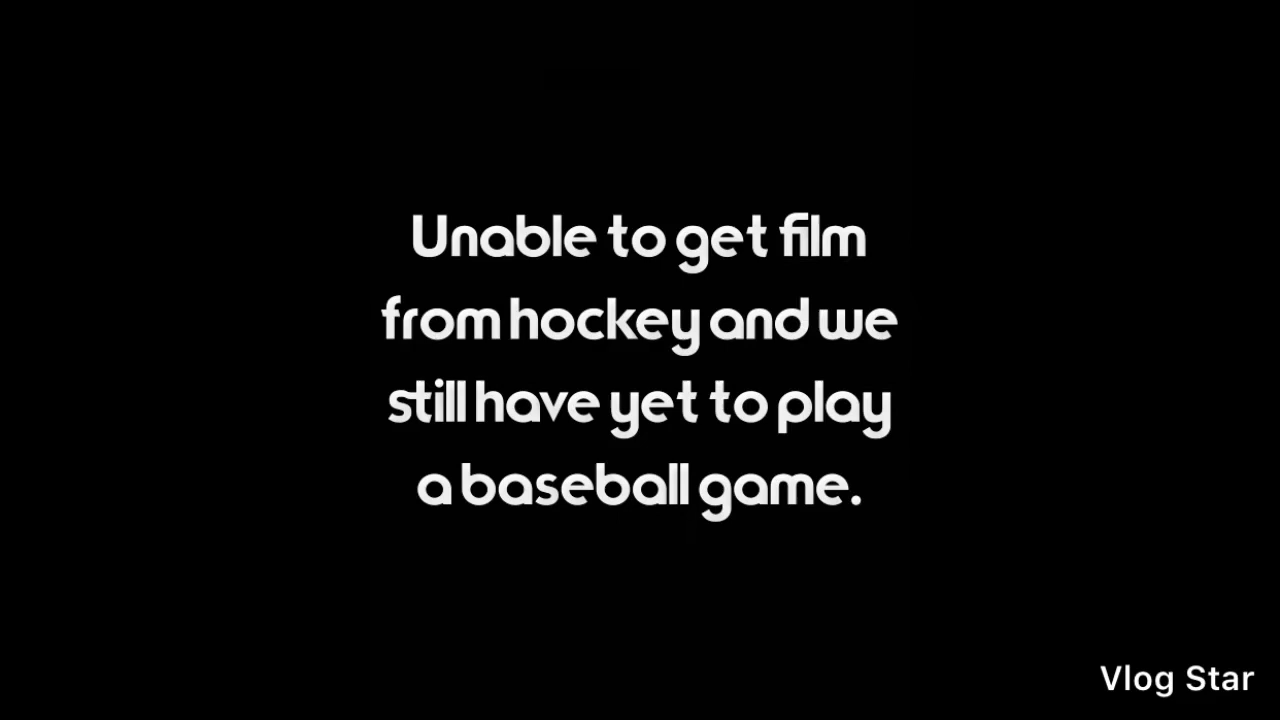 Unable to get film
from hockey and we
still have yet to play
a baseball game.
Vlog Star